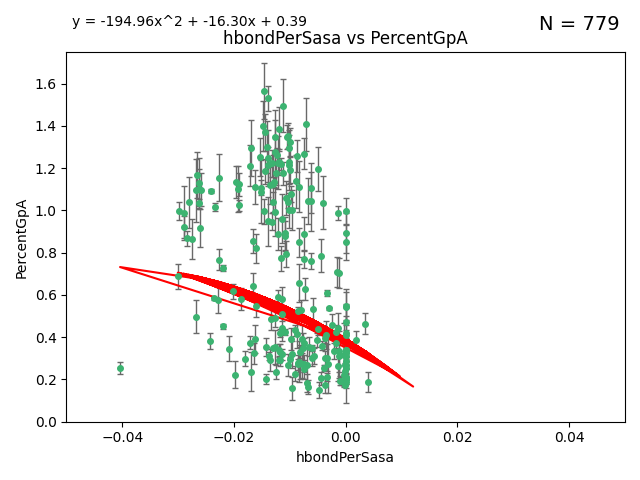 y = -194.96x^2 + -16.30x + 0.39
N = 779
hbondPerSasa vs PercentGpA
PercentGpA
1.6
1.4
1.2
1.0
0.8
0.6
0.4
0.2
0.0
−0.04 −0.02 0.00 0.02 0.04
hbondPerSasa